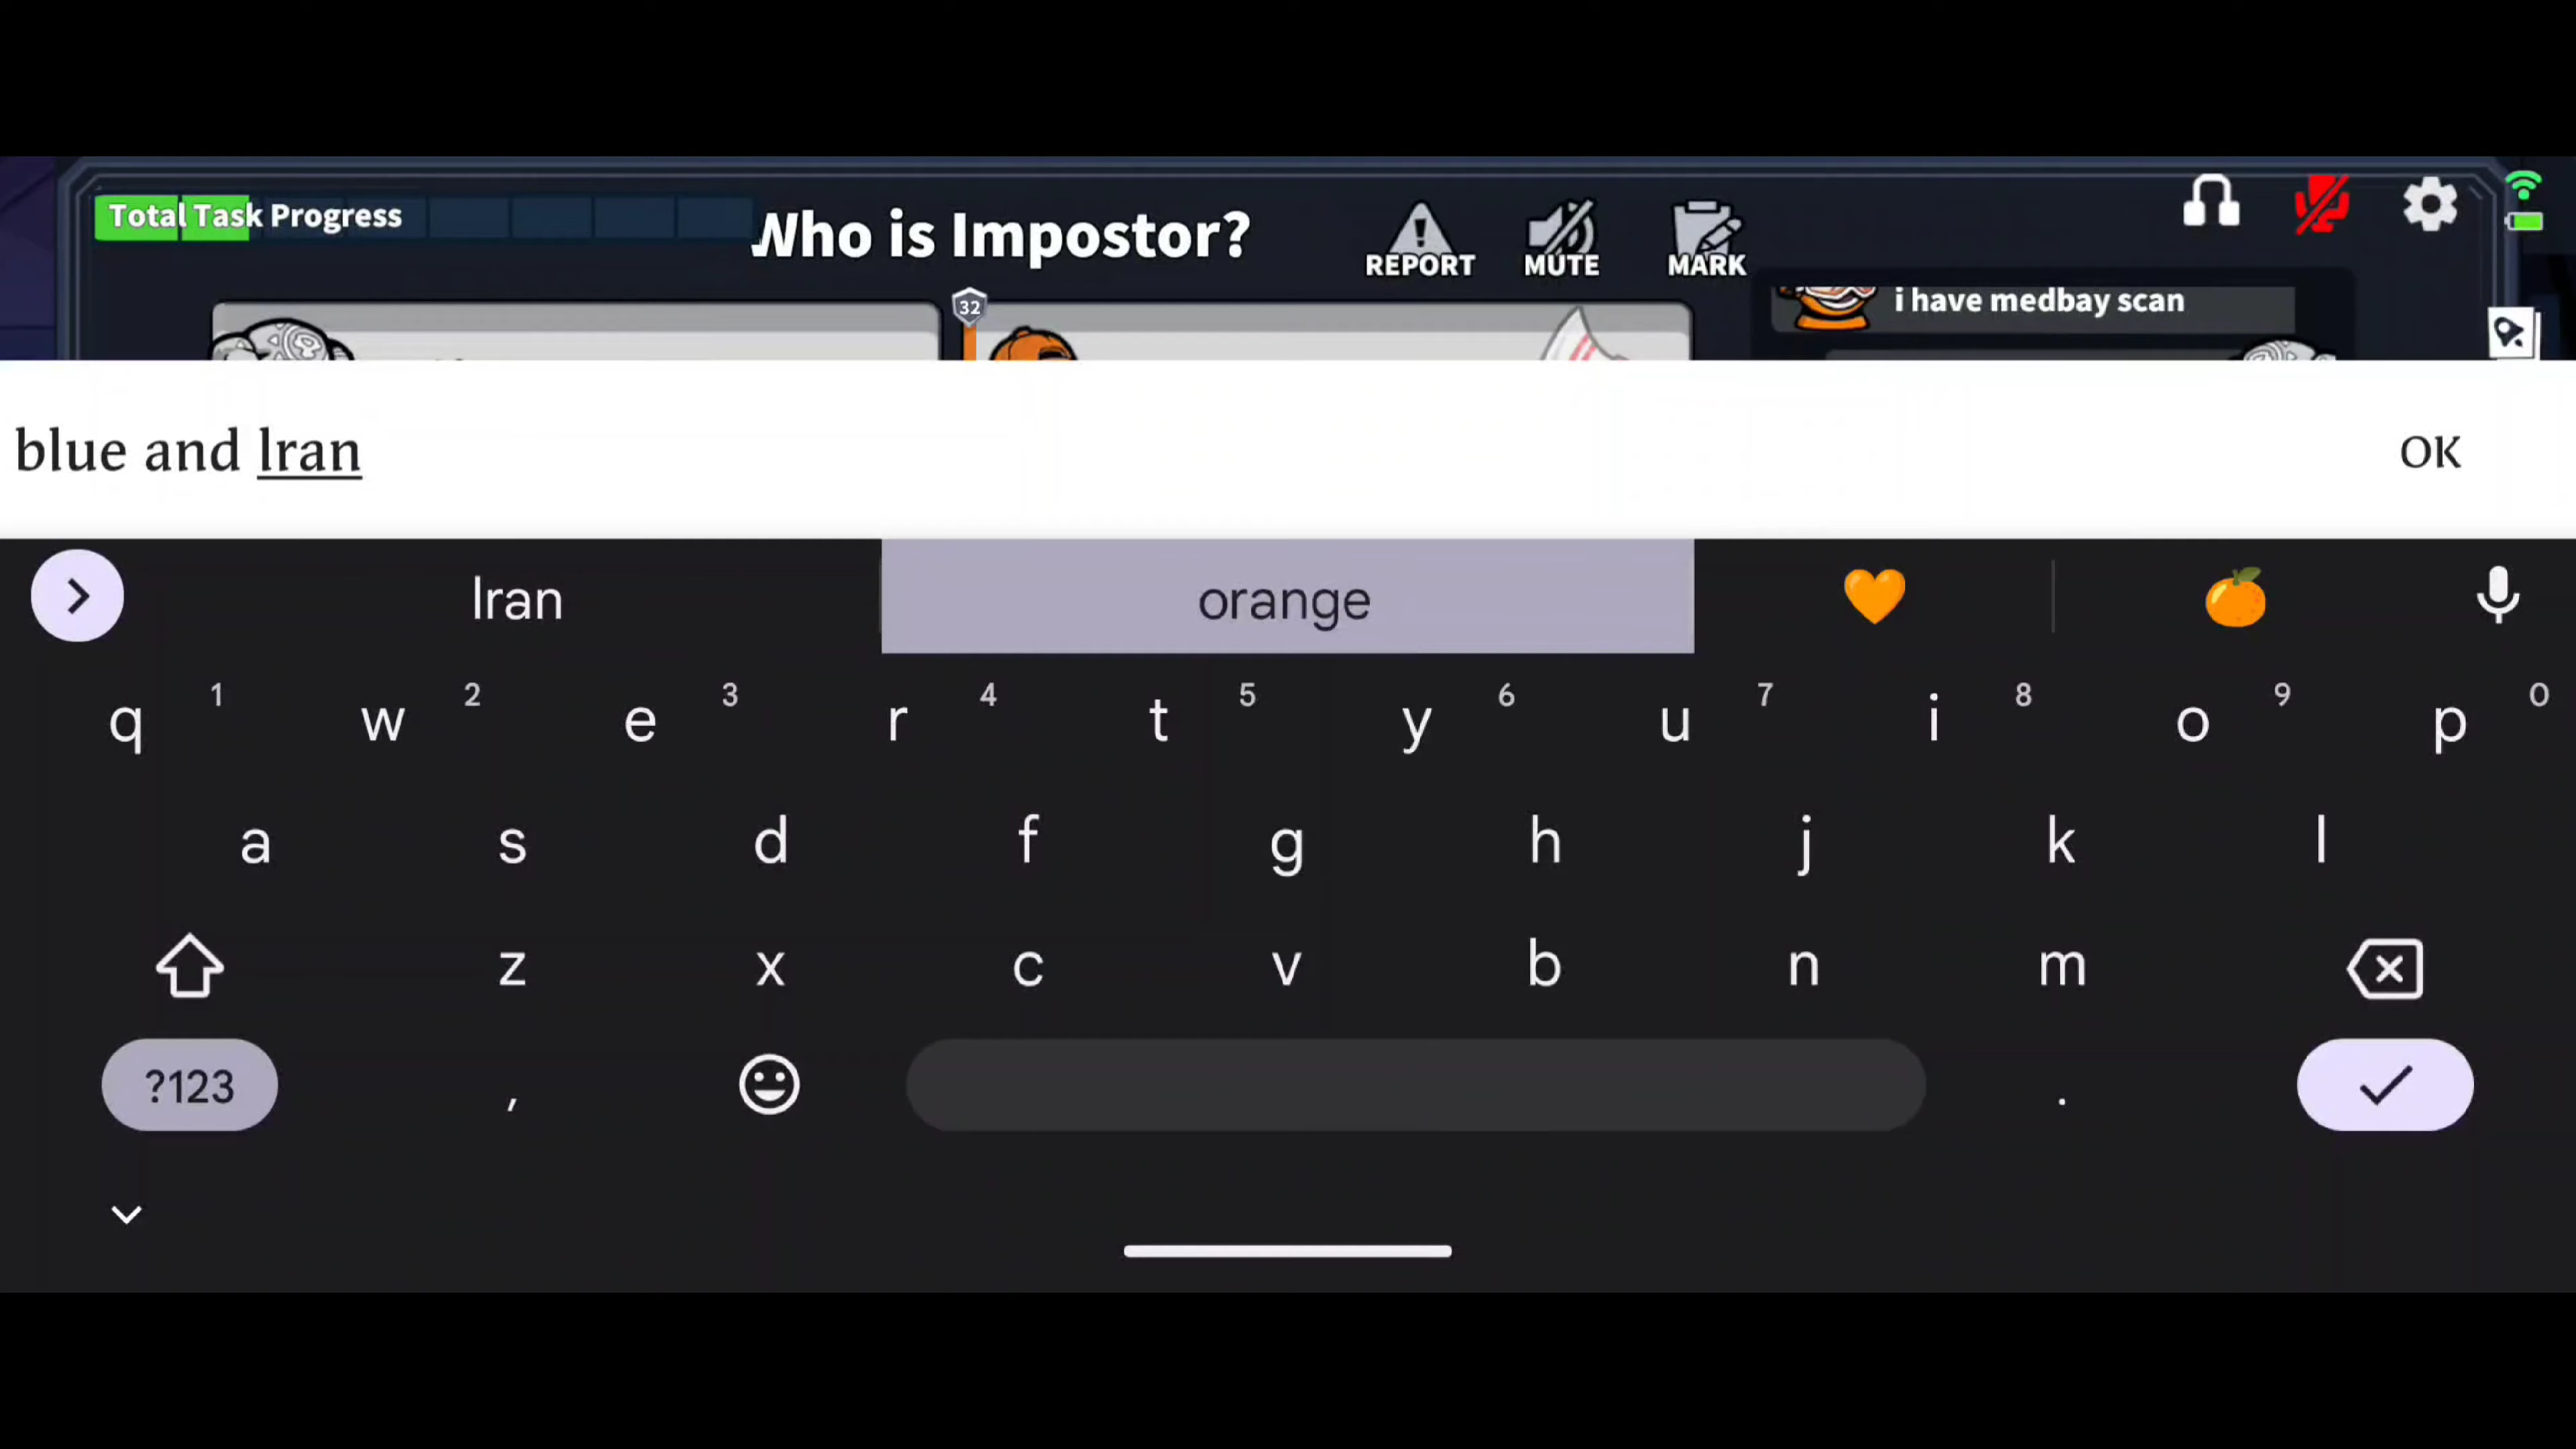 Total Task Progress
Who is Impostor?
REPORT
MUTE
MARK
i have medbay scan
32
blue and lran
OK
lran
orange
q 1 w 2 e 3 r 4 t 5 y 6 u 7 i 8 o 9 p 0
a s d f g h j k l
z x c v b n m
?123 , .